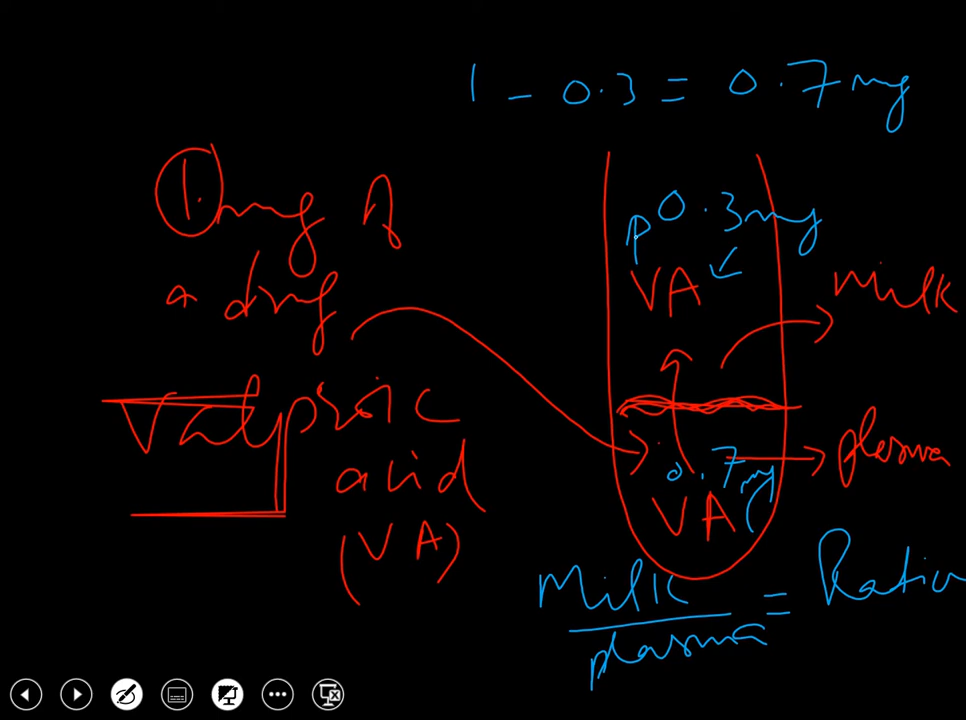 1 - 0.3 = 0.7 mg
1 mg of
a drug
Valproic
acid
(VA)
p 0.3 mg
VA
milk
0.7 mg
VA
plasma
Milk
plasma
= Ratio